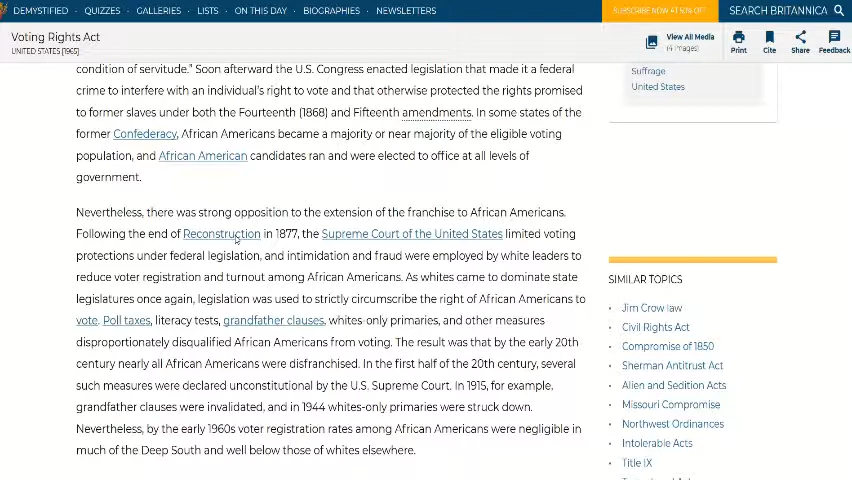 DEMYSTIFIED · QUIZZES · GALLERIES · LISTS · ON THIS DAY · BIOGRAPHIES · NEWSLETTERS
SUBSCRIBE NOW AT 50% OFF!
SEARCH BRITANNICA
Voting Rights Act
UNITED STATES [1965]
View All Media
(4 Images)
Print
Cite
Share
Feedback
condition of servitude." Soon afterward the U.S. Congress enacted legislation that made it a federal
crime to interfere with an individual's right to vote and that otherwise protected the rights promised
to former slaves under both the Fourteenth (1868) and Fifteenth amendments. In some states of the
former Confederacy, African Americans became a majority or near majority of the eligible voting
population, and African American candidates ran and were elected to office at all levels of
government.
Nevertheless, there was strong opposition to the extension of the franchise to African Americans.
Following the end of Reconstruction in 1877, the Supreme Court of the United States limited voting
protections under federal legislation, and intimidation and fraud were employed by white leaders to
reduce voter registration and turnout among African Americans. As whites came to dominate state
legislatures once again, legislation was used to strictly circumscribe the right of African Americans to
vote. Poll taxes, literacy tests, grandfather clauses, whites-only primaries, and other measures
disproportionately disqualified African Americans from voting. The result was that by the early 20th
century nearly all African Americans were disfranchised. In the first half of the 20th century, several
such measures were declared unconstitutional by the U.S. Supreme Court. In 1915, for example,
grandfather clauses were invalidated, and in 1944 whites-only primaries were struck down.
Nevertheless, by the early 1960s voter registration rates among African Americans were negligible in
much of the Deep South and well below those of whites elsewhere.
Suffrage
United States
SIMILAR TOPICS
· Jim Crow law
· Civil Rights Act
· Compromise of 1850
· Sherman Antitrust Act
· Alien and Sedition Acts
· Missouri Compromise
· Northwest Ordinances
· Intolerable Acts
· Title IX